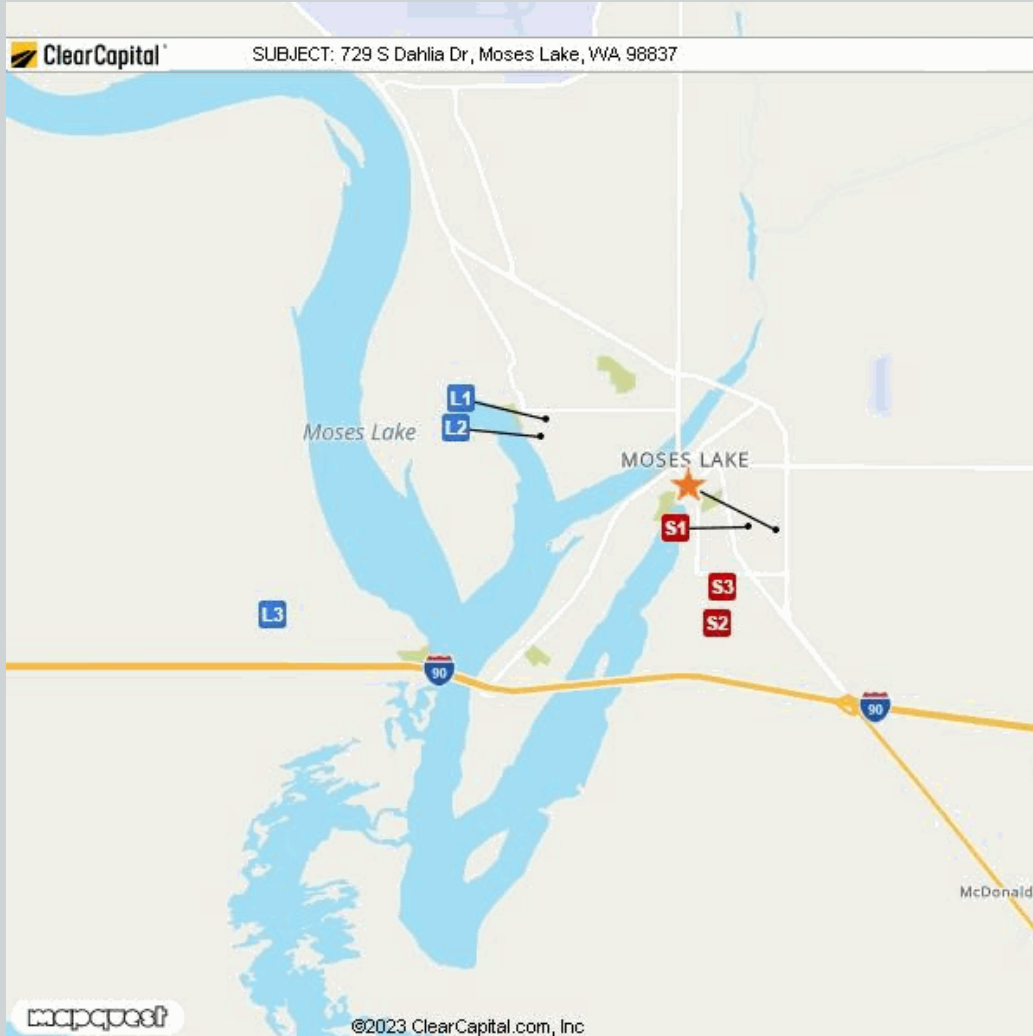 ClearCapital
SUBJECT: 729 S Dahlia Dr, Moses Lake, WA 98837
L1
L2
Moses Lake
MOSES LAKE
S1
S3
S2
L3
90
90
McDonald
mapquest
©2023 ClearCapital.com, Inc